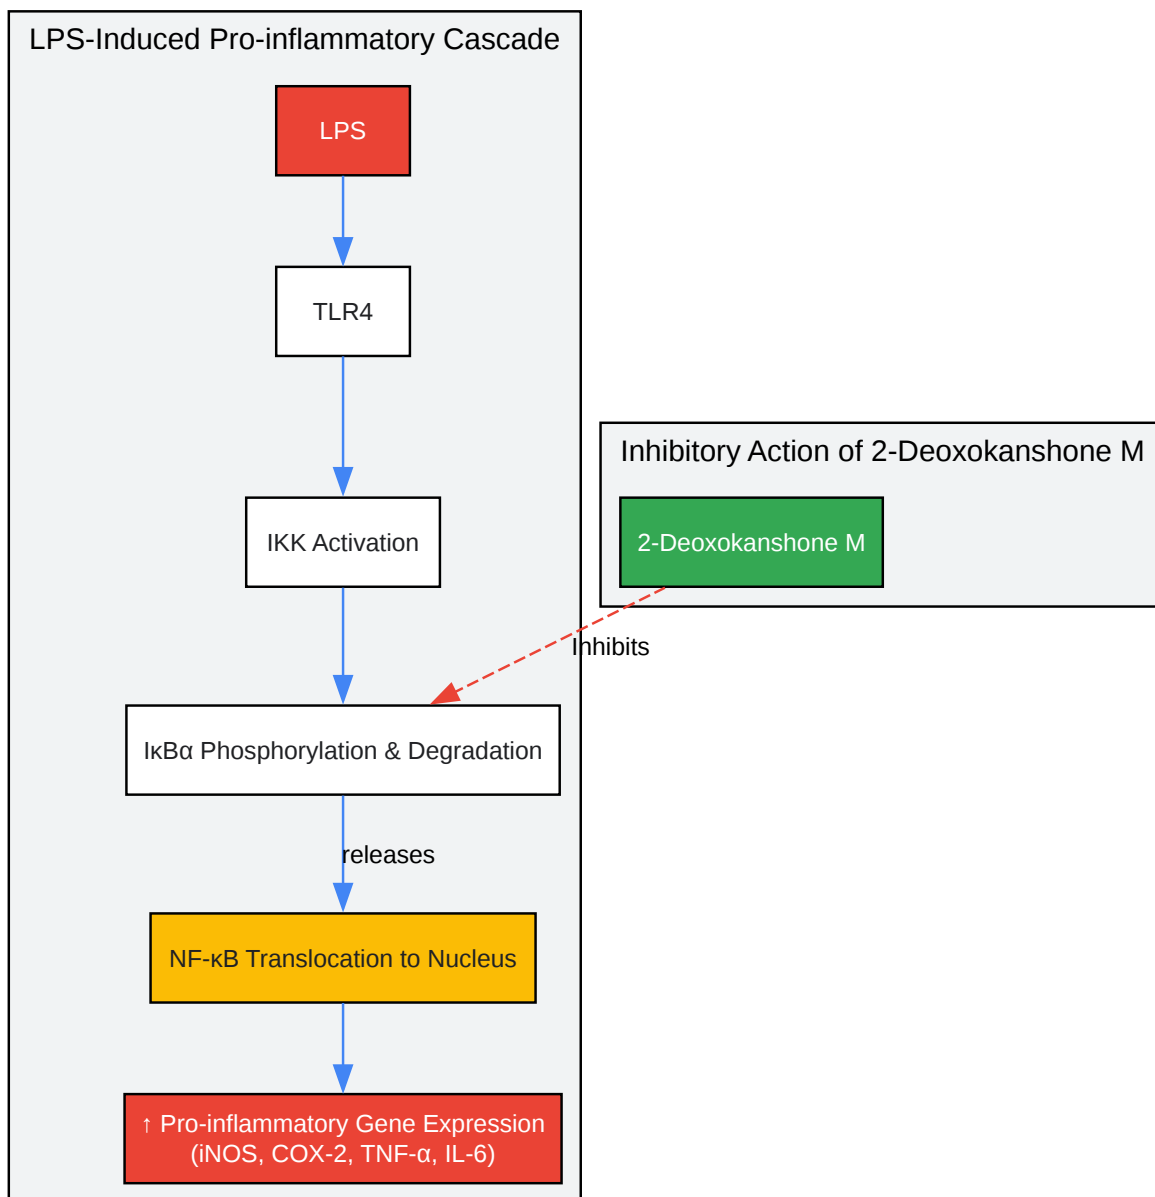 LPS-Induced Pro-inflammatory Cascade
LPS
TLR4
Inhibitory Action of 2-Deoxokanshone M
IKK Activation
2-Deoxokanshone M
Inhibits
IκBα Phosphorylation & Degradation
releases
NF-κB Translocation to Nucleus
↑ Pro-inflammatory Gene Expression
(iNOS, COX-2, TNF-α, IL-6)